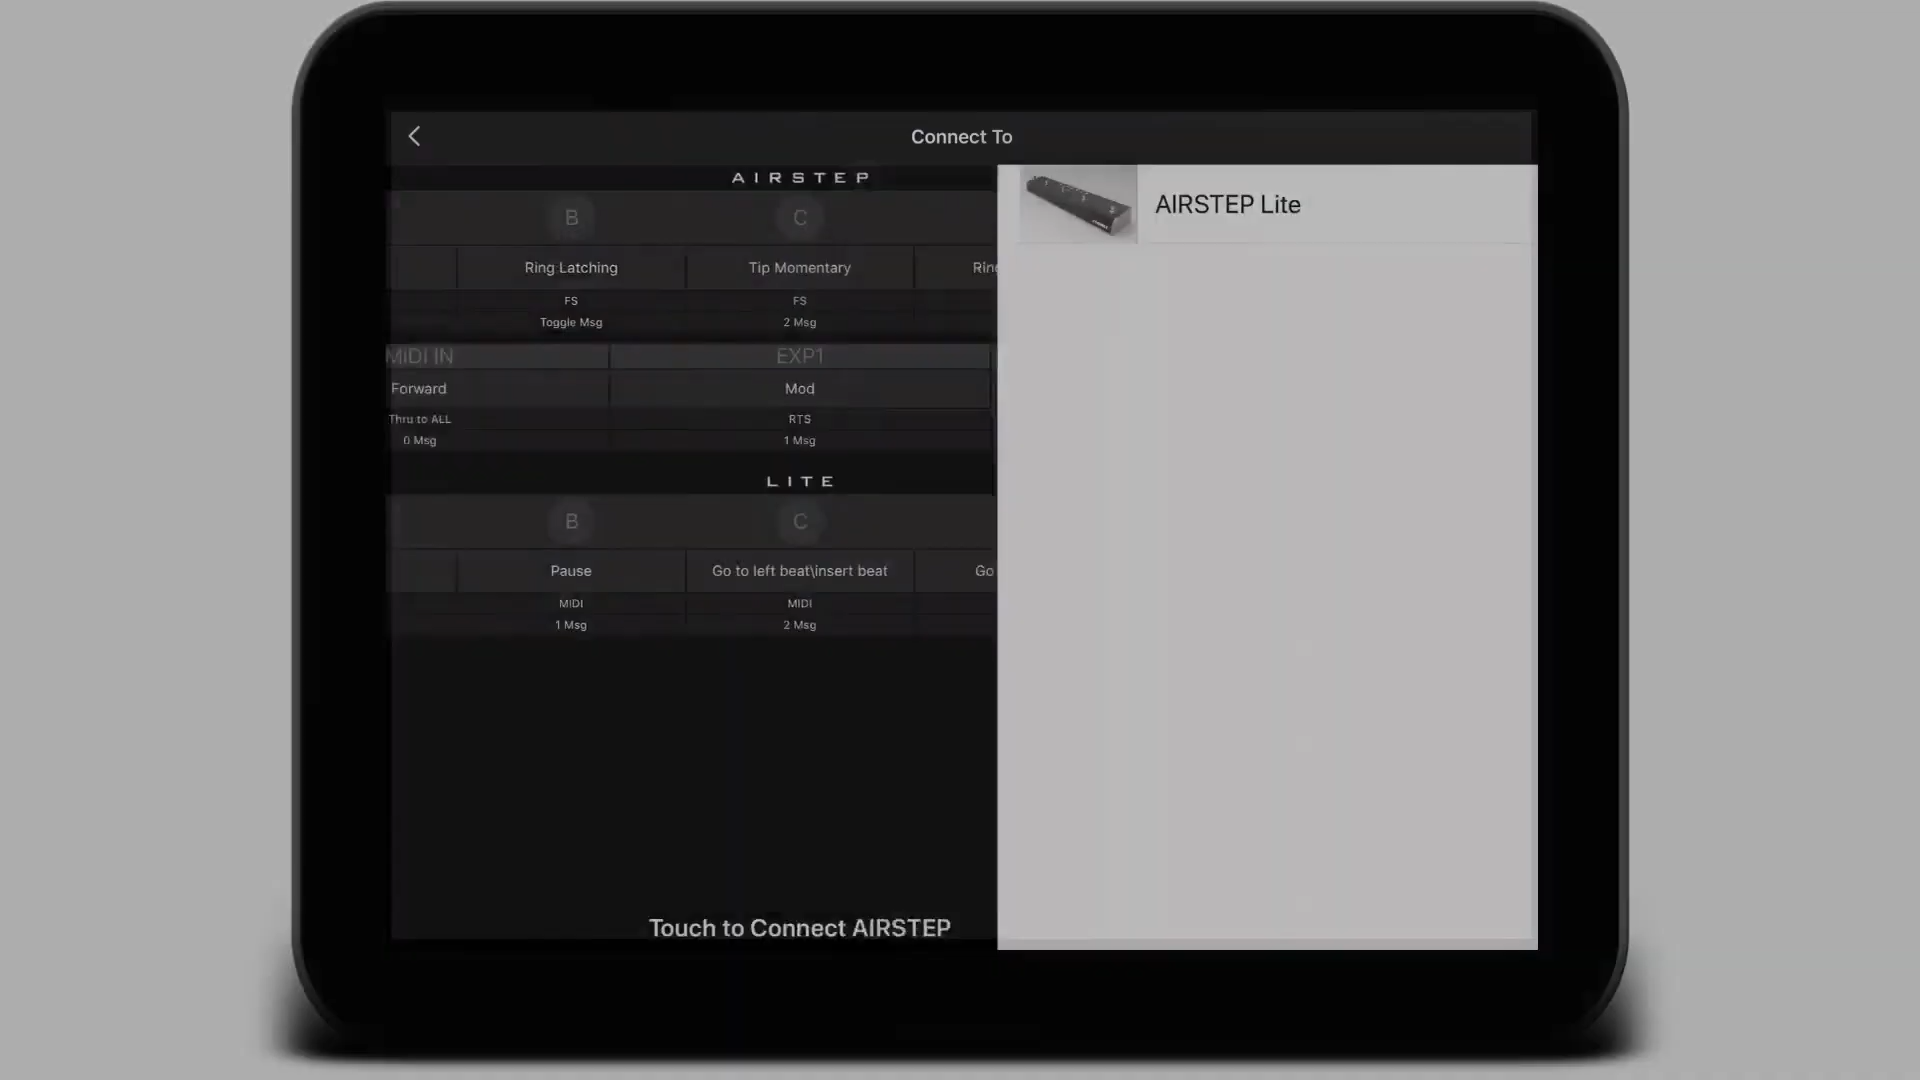 Connect To
AIRSTEP
B C
Ring Latching Tip Momentary
FS FS
Toggle Msg 2 Msg
MIDI IN EXP1
Forward Mod
Thru to ALL RTS
0 Msg 1 Msg
LITE
B C
Pause Go to left beat\insert beat Go
MIDI MIDI
1 Msg 2 Msg
Touch to Connect AIRSTEP
AIRSTEP Lite